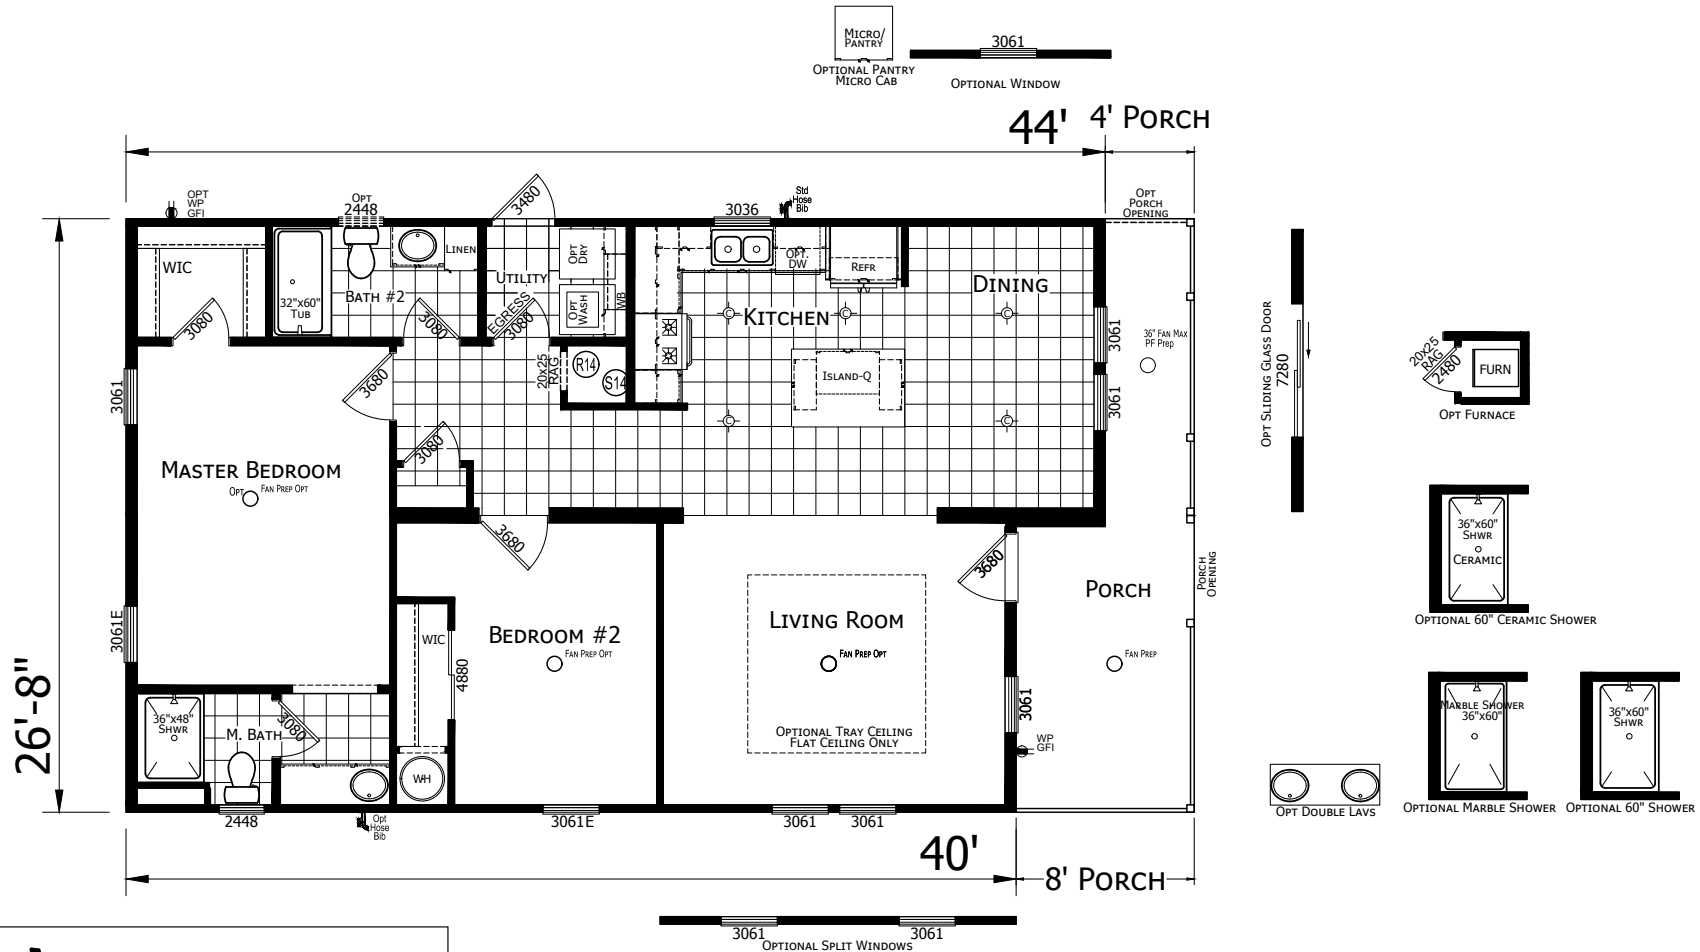 MICRO/
PANTRY
OPTIONAL PANTRY
MICRO CAB
3061
OPTIONAL WINDOW
44'
4' PORCH
OPT
WP
GFI
OPT
2448
3480
3036
Std
Hose
Bib
OPT
PORCH
OPENING
WIC
3080
32"x60"
TUB
BATH #2
LINEN
3080
UTILITY
EGRESS
3080
OPT
DRY
OPT
WASH
WB
OPT.
DW
REFR
KITCHEN
DINING
C
C
C
C
C
3061
3061
36" FAN MAX
PF Prep
ISLAND-Q
20x25
RAG
R14
S14
3680
3061
3080
MASTER BEDROOM
OPT
FAN PREP OPT
3061E
26'-8"
3680
BEDROOM #2
FAN PREP OPT
WIC
4880
WH
LIVING ROOM
FAN PREP OPT
OPTIONAL TRAY CEILING
FLAT CEILING ONLY
3680
PORCH
FAN PREP
PORCH
OPENING
3061
WP
GFI
36"x48"
SHWR
M. BATH
3080
2448
Opt
Hose
Bib
3061E
3061
3061
40'
8' PORCH
3061
3061
OPTIONAL SPLIT WINDOWS
OPT SLIDING GLASS DOOR
7280
20x25
RAG
2480
FURN
OPT FURNACE
36"x60"
SHWR
CERAMIC
OPTIONAL 60" CERAMIC SHOWER
MARBLE SHOWER
36"x60"
OPTIONAL MARBLE SHOWER
36"x60"
SHWR
OPTIONAL 60" SHOWER
OPT DOUBLE LAVS